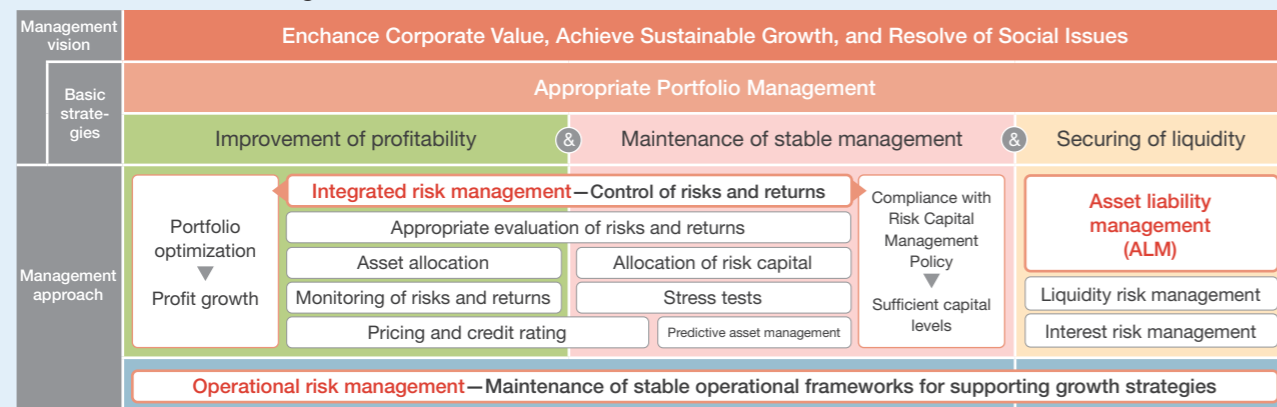 Management
vision
Enchance Corporate Value, Achieve Sustainable Growth, and Resolve of Social Issues
Basic
strate-
gies
Appropriate Portfolio Management
Improvement of profitability
&
Maintenance of stable management
&
Securing of liquidity
Management
approach
Portfolio
optimization
Profit growth
Integrated risk management—Control of risks and returns
Appropriate evaluation of risks and returns
Asset allocation
Allocation of risk capital
Monitoring of risks and returns
Stress tests
Pricing and credit rating
Predictive asset management
Compliance with
Risk Capital
Management
Policy
Sufficient capital
levels
Asset liability
management
(ALM)
Liquidity risk management
Interest risk management
Operational risk management—Maintenance of stable operational frameworks for supporting growth strategies